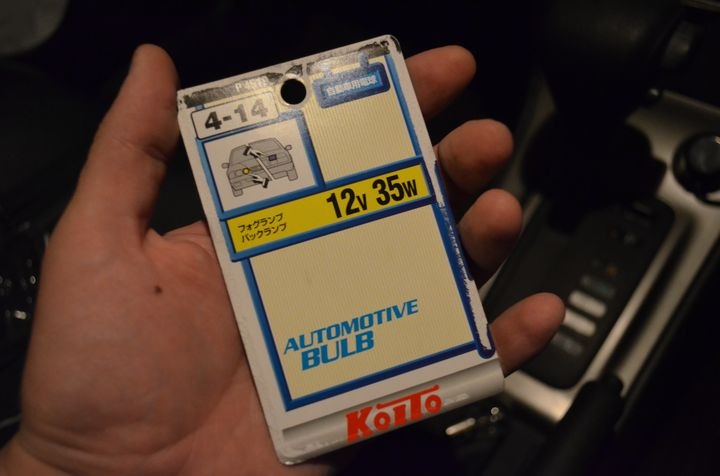 4-14
自動車用電球
12V 35W
フォグランプ
バックランプ
AUTOMOTIVE
BULB
KOITO